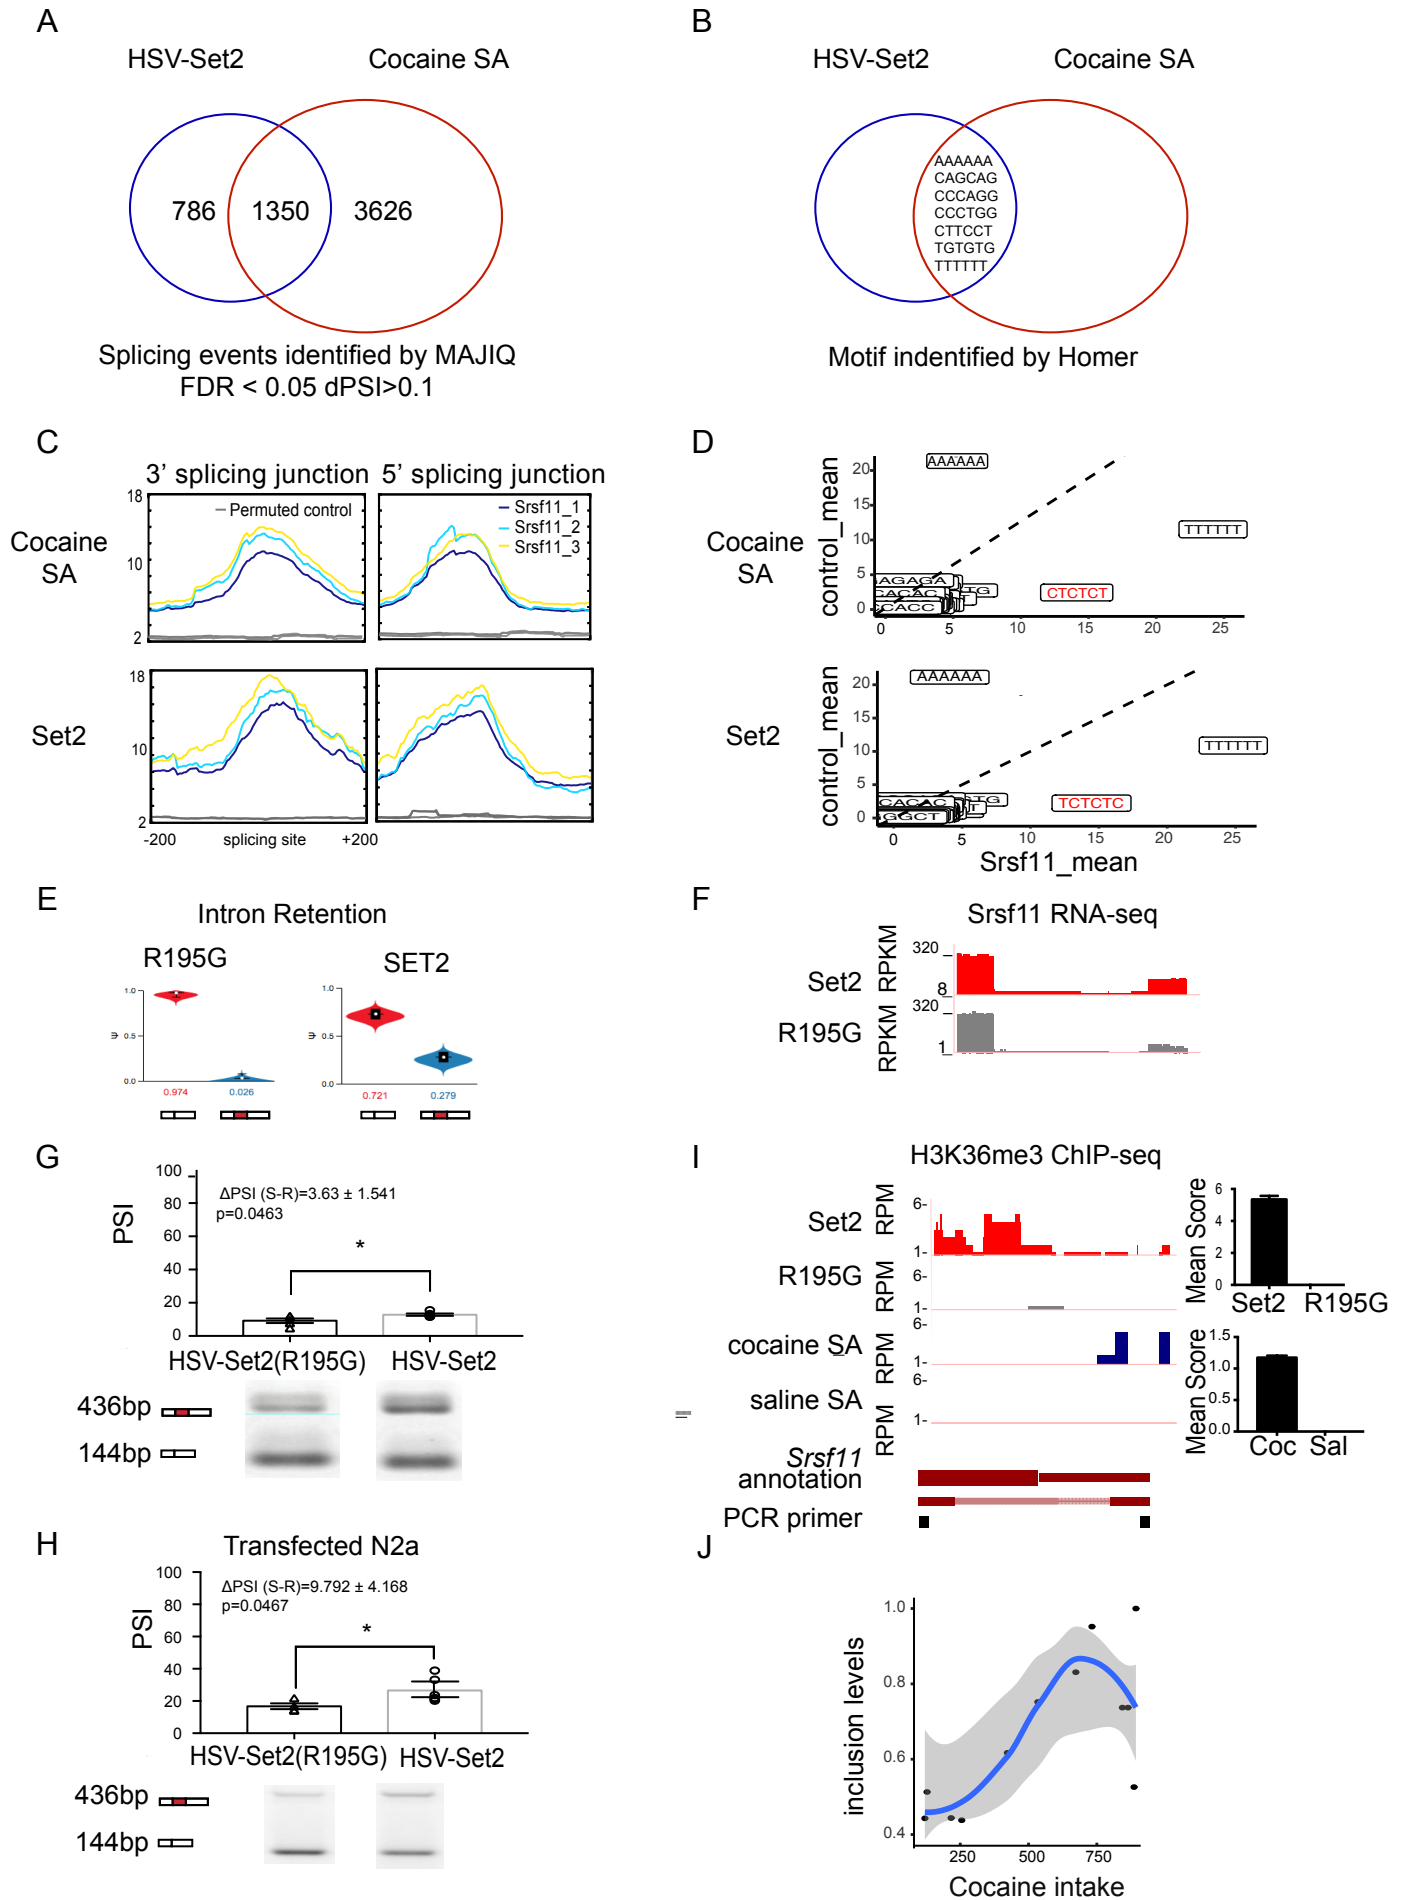 A
HSV-Set2 Cocaine SA
786 1350 3626
Splicing events identified by MAJIQ
FDR < 0.05 dPSI>0.1
B
HSV-Set2 Cocaine SA
AAAAAA
CAGCAG
CCCAGG
CCCTGG
CTTCCT
TGTGTG
TTTTTT
Motif indentified by Homer
C
3' splicing junction 5' splicing junction
Cocaine
SA
18
10
2
Permuted control
Srsf11_1
Srsf11_2
Srsf11_3
Set2
18
10
2
-200 splicing site +200
D
Cocaine
SA
control_mean
20
15
10
5
0
AAAAAA
TTTTTT
GAGAGA
CACAC
TG
T
CCACC
CTCTCT
0 5 10 15 20 25
Set2
control_mean
20
15
10
5
0
AAAAAA
TTTTTT
CACAC
TG
T
GGCT
TCTCTC
0 5 10 15 20 25
Srsf11_mean
E
Intron Retention
R195G SET2
1.0
Ψ 0.5
0.0
0.974 0.026
1.0
Ψ 0.5
0.0
0.721 0.279
F
Srsf11 RNA-seq
Set2
RPKM
320
8
R195G
RPKM
320
1
G
PSI
100
80
60
40
20
0
ΔPSI (S-R)=3.63 ± 1.541
p=0.0463
*
HSV-Set2(R195G) HSV-Set2
436bp
144bp
H
Transfected N2a
PSI
100
80
60
40
20
0
ΔPSI (S-R)=9.792 ± 4.168
p=0.0467
*
HSV-Set2(R195G) HSV-Set2
436bp
144bp
I
H3K36me3 ChIP-seq
Set2
RPM
6-
1-
R195G
RPM
6-
1-
cocaine SA
RPM
6-
1-
saline SA
RPM
6-
1-
Srsf11
annotation
PCR primer
Mean Score
6
4
2
0
Set2 R195G
Mean Score
1.5
1.0
0.5
0.0
Coc Sal
J
inclusion levels
1.0
0.8
0.6
0.4
250 500 750
Cocaine intake